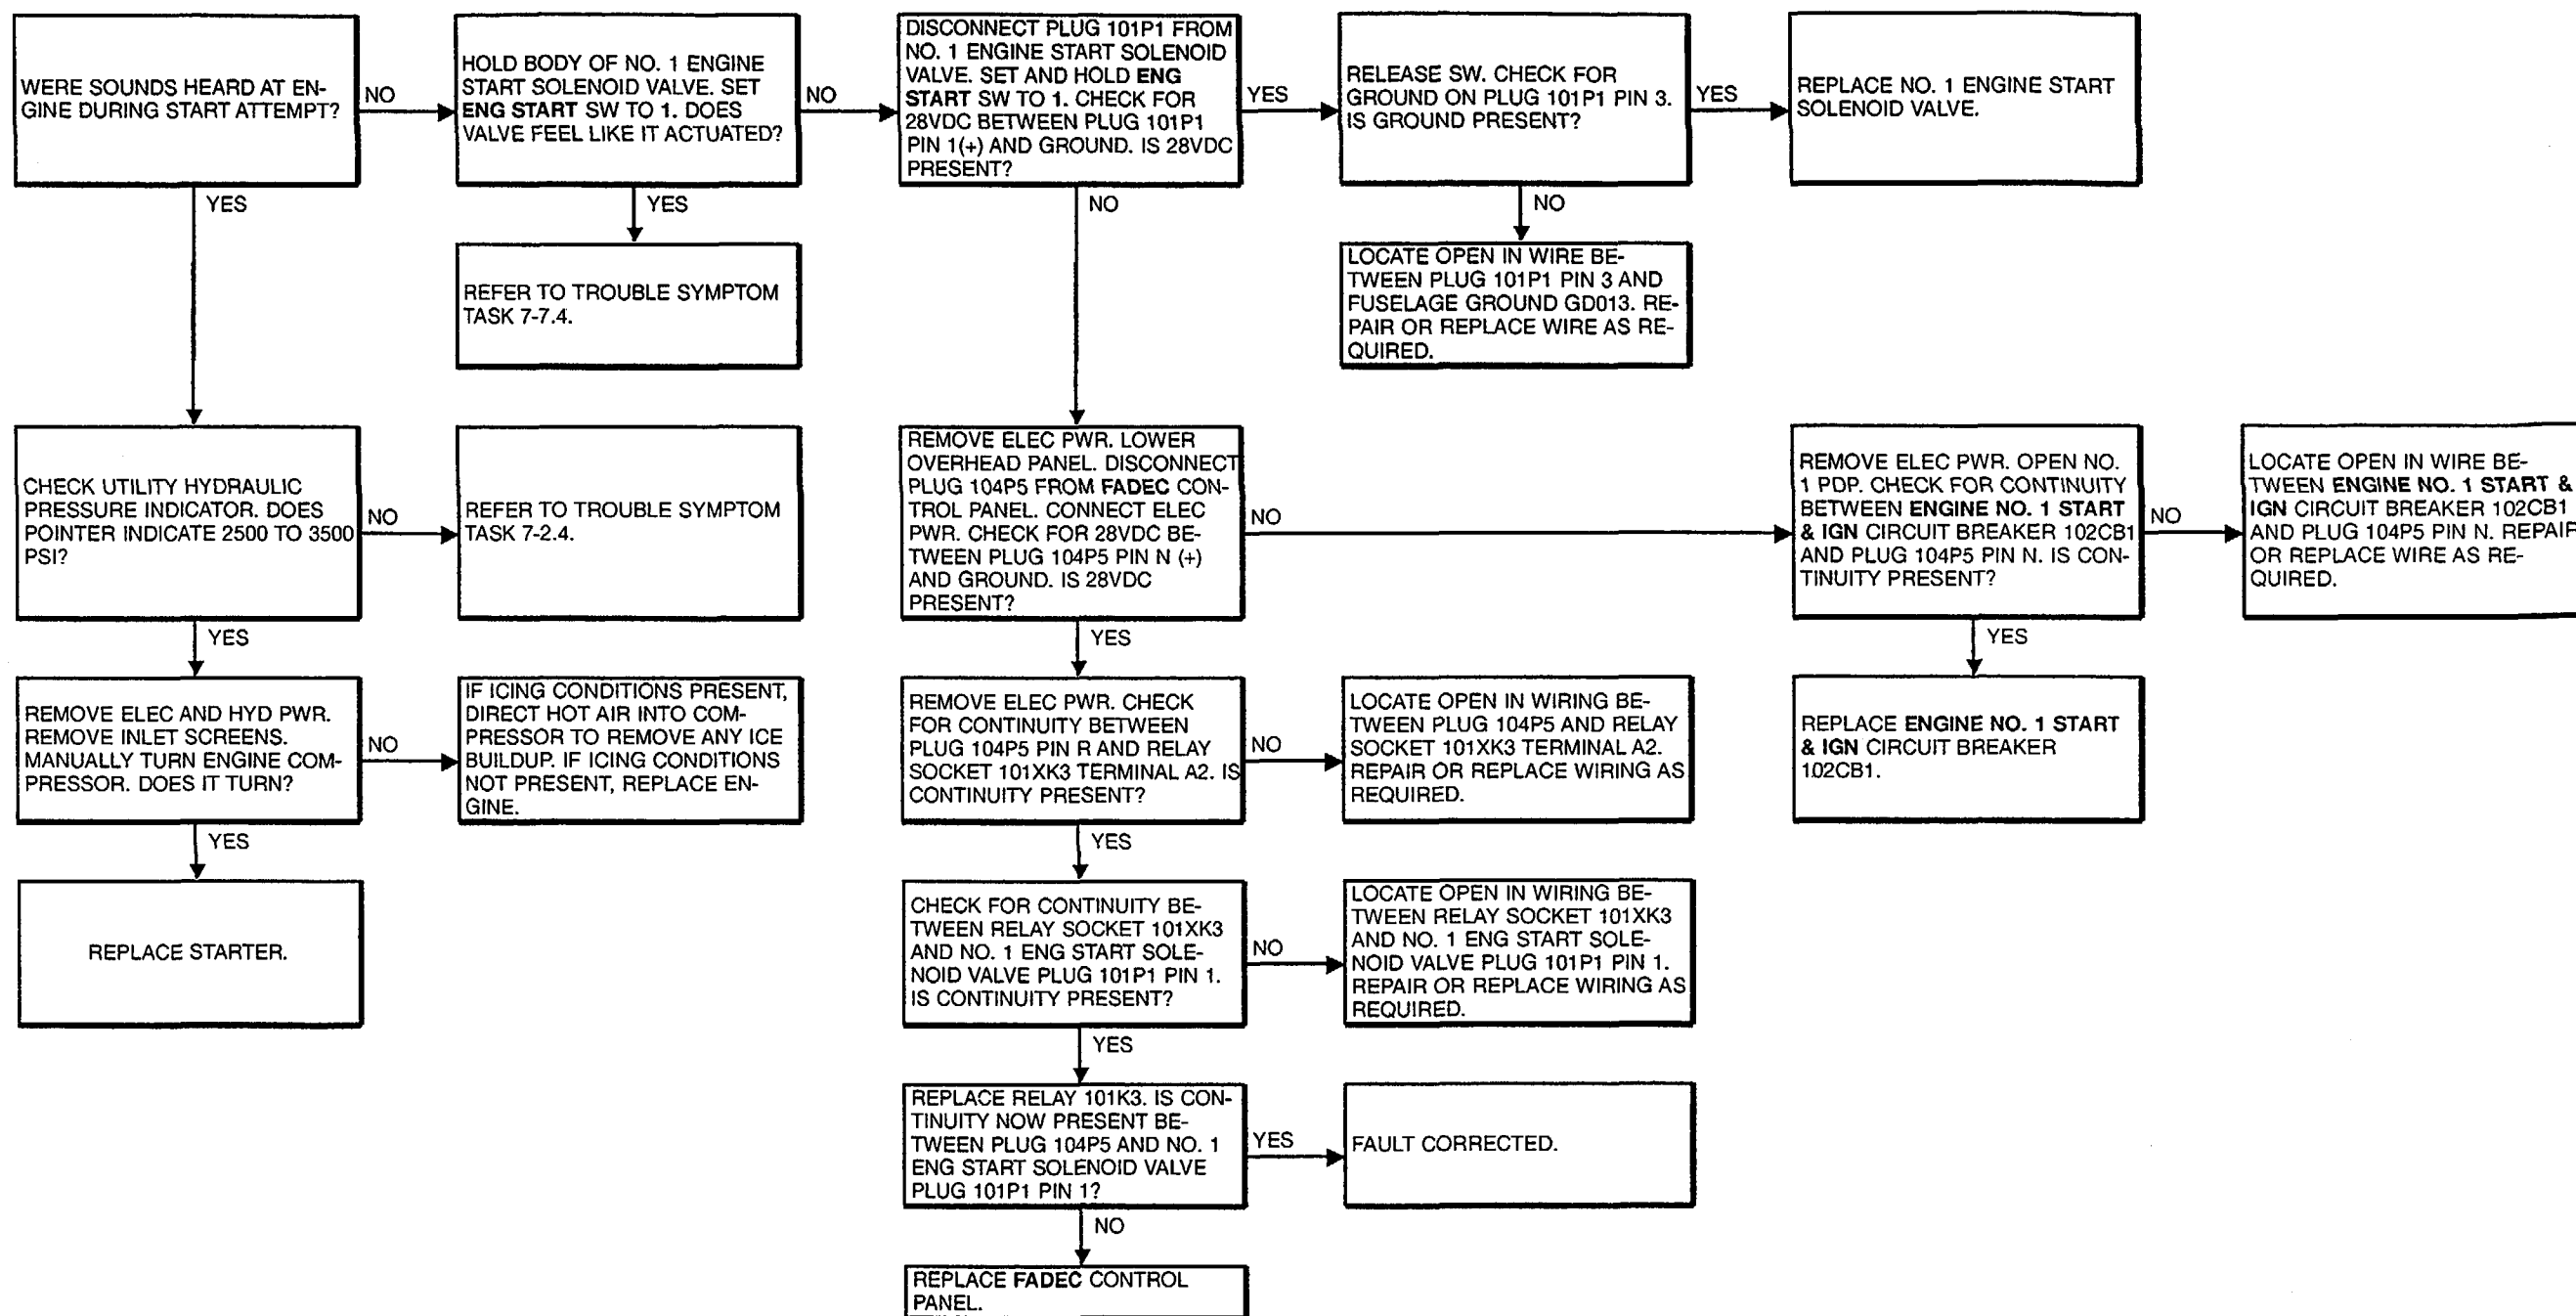 WERE SOUNDS HEARD AT EN-
GINE DURING START ATTEMPT?
NO
HOLD BODY OF NO. 1 ENGINE
START SOLENOID VALVE. SET
ENG START SW TO 1. DOES
VALVE FEEL LIKE IT ACTUATED?
NO
DISCONNECT PLUG 101P1 FROM
NO. 1 ENGINE START SOLENOID
VALVE. SET AND HOLD ENG
START SW TO 1. CHECK FOR
28VDC BETWEEN PLUG 101P1
PIN 1(+) AND GROUND. IS 28VDC
PRESENT?
YES
RELEASE SW. CHECK FOR
GROUND ON PLUG 101P1 PIN 3.
IS GROUND PRESENT?
YES
REPLACE NO. 1 ENGINE START
SOLENOID VALVE.
YES
YES
NO
NO
REFER TO TROUBLE SYMPTOM
TASK 7-7.4.
LOCATE OPEN IN WIRE BE-
TWEEN PLUG 101P1 PIN 3 AND
FUSELAGE GROUND GD013. RE-
PAIR OR REPLACE WIRE AS RE-
QUIRED.
CHECK UTILITY HYDRAULIC
PRESSURE INDICATOR. DOES
POINTER INDICATE 2500 TO 3500
PSI?
NO
REFER TO TROUBLE SYMPTOM
TASK 7-2.4.
REMOVE ELEC PWR. LOWER
OVERHEAD PANEL. DISCONNECT
PLUG 104P5 FROM FADEC CON-
TROL PANEL. CONNECT ELEC
PWR. CHECK FOR 28VDC BE-
TWEEN PLUG 104P5 PIN N (+)
AND GROUND. IS 28VDC
PRESENT?
NO
REMOVE ELEC PWR. OPEN NO.
1 PDP. CHECK FOR CONTINUITY
BETWEEN ENGINE NO. 1 START
& IGN CIRCUIT BREAKER 102CB1
AND PLUG 104P5 PIN N. IS CON-
TINUITY PRESENT?
NO
LOCATE OPEN IN WIRE BE-
TWEEN ENGINE NO. 1 START &
IGN CIRCUIT BREAKER 102CB1
AND PLUG 104P5 PIN N. REPAIR
OR REPLACE WIRE AS RE-
QUIRED.
YES
YES
YES
REMOVE ELEC AND HYD PWR.
REMOVE INLET SCREENS.
MANUALLY TURN ENGINE COM-
PRESSOR. DOES IT TURN?
NO
IF ICING CONDITIONS PRESENT,
DIRECT HOT AIR INTO COM-
PRESSOR TO REMOVE ANY ICE
BUILDUP. IF ICING CONDITIONS
NOT PRESENT, REPLACE EN-
GINE.
REMOVE ELEC PWR. CHECK
FOR CONTINUITY BETWEEN
PLUG 104P5 PIN R AND RELAY
SOCKET 101XK3 TERMINAL A2. IS
CONTINUITY PRESENT?
NO
LOCATE OPEN IN WIRING BE-
TWEEN PLUG 104P5 AND RELAY
SOCKET 101XK3 TERMINAL A2.
REPAIR OR REPLACE WIRING AS
REQUIRED.
REPLACE ENGINE NO. 1 START
& IGN CIRCUIT BREAKER
102CB1.
YES
YES
REPLACE STARTER.
CHECK FOR CONTINUITY BE-
TWEEN RELAY SOCKET 101XK3
AND NO. 1 ENG START SOLE-
NOID VALVE PLUG 101P1 PIN 1.
IS CONTINUITY PRESENT?
NO
LOCATE OPEN IN WIRING BE-
TWEEN RELAY SOCKET 101XK3
AND NO. 1 ENG START SOLE-
NOID VALVE PLUG 101P1 PIN 1.
REPAIR OR REPLACE WIRING AS
REQUIRED.
YES
REPLACE RELAY 101K3. IS CON-
TINUITY NOW PRESENT BE-
TWEEN PLUG 104P5 AND NO. 1
ENG START SOLENOID VALVE
PLUG 101P1 PIN 1?
YES
FAULT CORRECTED.
NO
REPLACE FADEC CONTROL
PANEL.